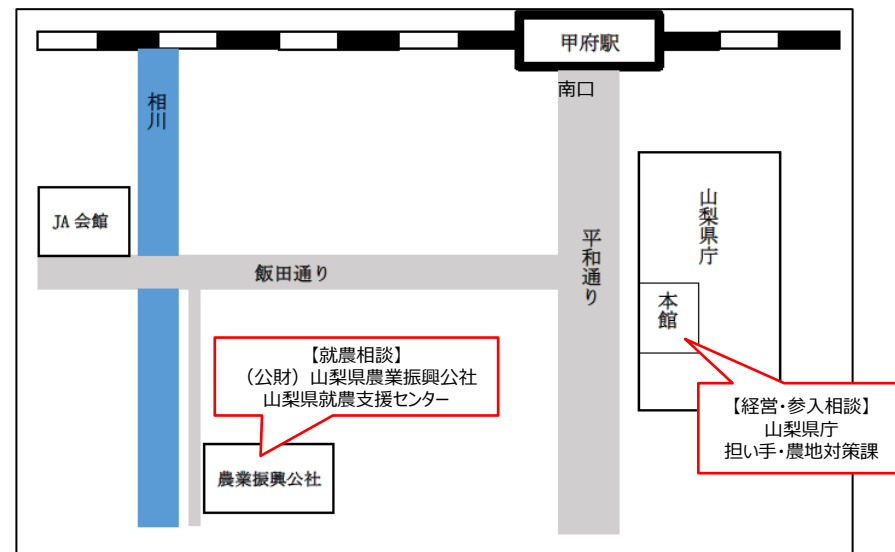 甲府駅
南口
相川
JA 会館
山梨県庁
平和通り
飯田通り
本館
【就農相談】
（公財）山梨県農業振興公社
山梨県就農支援センター
【経営・参入相談】
山梨県庁
担い手・農地対策課
農業振興公社